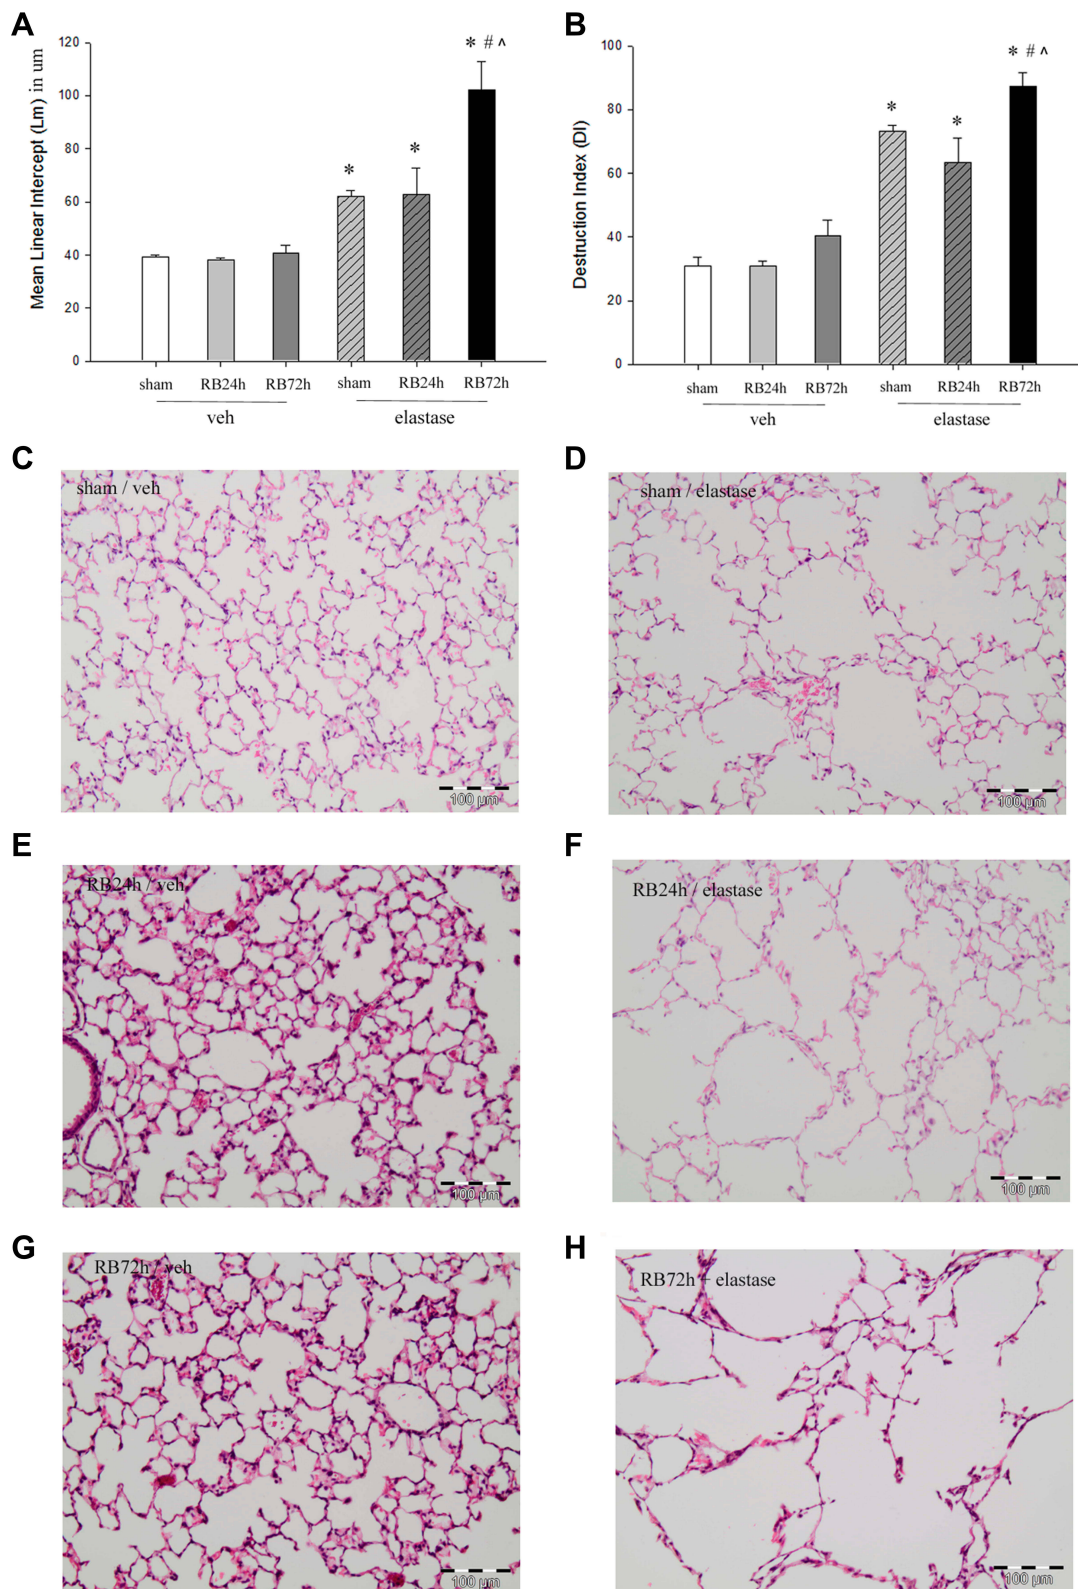 A
Mean Linear Intercept (Lm) in um
120
100
80
60
40
20
0
*
*
* # ^
sham
RB24h
RB72h
sham
RB24h
RB72h
veh
elastase
B
Destruction Index (DI)
100
80
60
40
20
0
*
*
* # ^
sham
RB24h
RB72h
sham
RB24h
RB72h
veh
elastase
C
sham / veh
100 µm
D
sham / elastase
100 µm
E
RB24h / veh
100 µm
F
RB24h / elastase
100 µm
G
RB72h / veh
100 µm
H
RB72h + elastase
100 µm